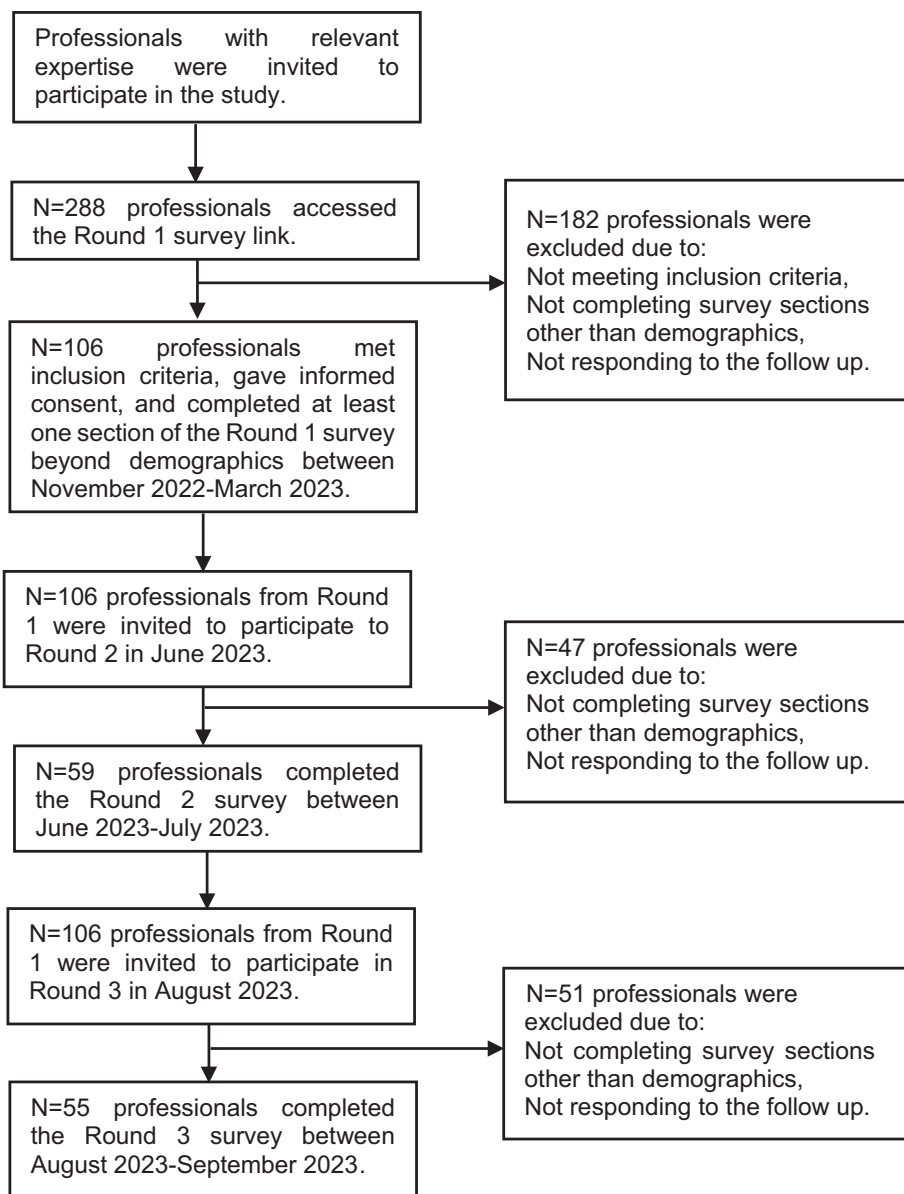 Professionals with relevant
expertise were invited to
participate in the study.
N=288 professionals accessed
the Round 1 survey link.
N=182 professionals were
excluded due to:
Not meeting inclusion criteria,
Not completing survey sections
other than demographics,
Not responding to the follow up.
N=106 professionals met
inclusion criteria, gave informed
consent, and completed at least
one section of the Round 1 survey
beyond demographics between
November 2022-March 2023.
N=106 professionals from Round
1 were invited to participate to
Round 2 in June 2023.
N=47 professionals were
excluded due to:
Not completing survey sections
other than demographics,
Not responding to the follow up.
N=59 professionals completed
the Round 2 survey between
June 2023-July 2023.
N=106 professionals from Round
1 were invited to participate in
Round 3 in August 2023.
N=51 professionals were
excluded due to:
Not completing survey sections
other than demographics,
Not responding to the follow up.
N=55 professionals completed
the Round 3 survey between
August 2023-September 2023.